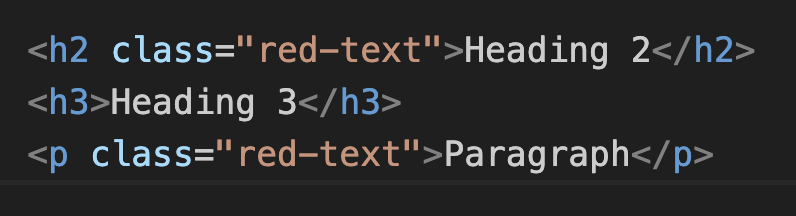 <h2 class="red-text">Heading 2</h2>
<h3>Heading 3</h3>
<p class="red-text">Paragraph</p>